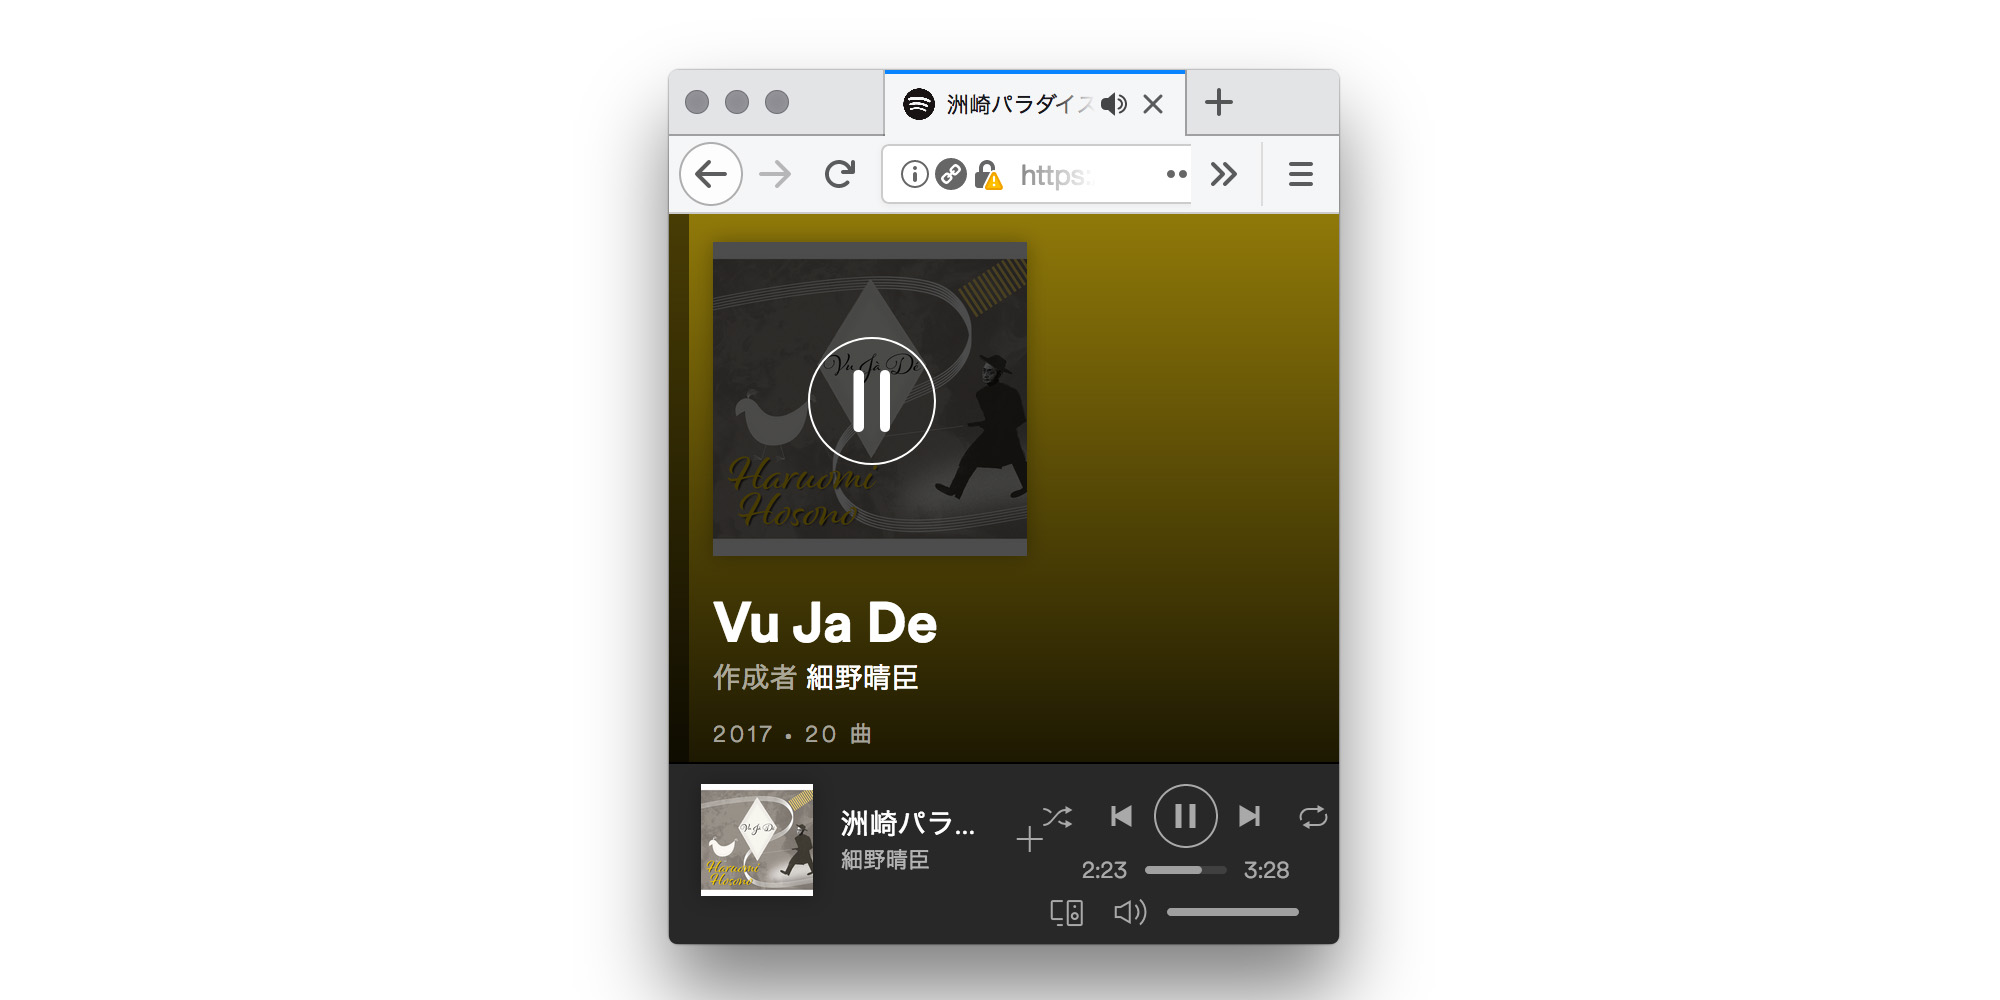 洲崎パラダイス
https:
Vu Jà De
Haruomi
Hosono
Vu Ja De
作成者 細野晴臣
2017 • 20 曲
Vu Jà De
Haruomi
Hosono
洲崎パラ...
細野晴臣
2:23
3:28